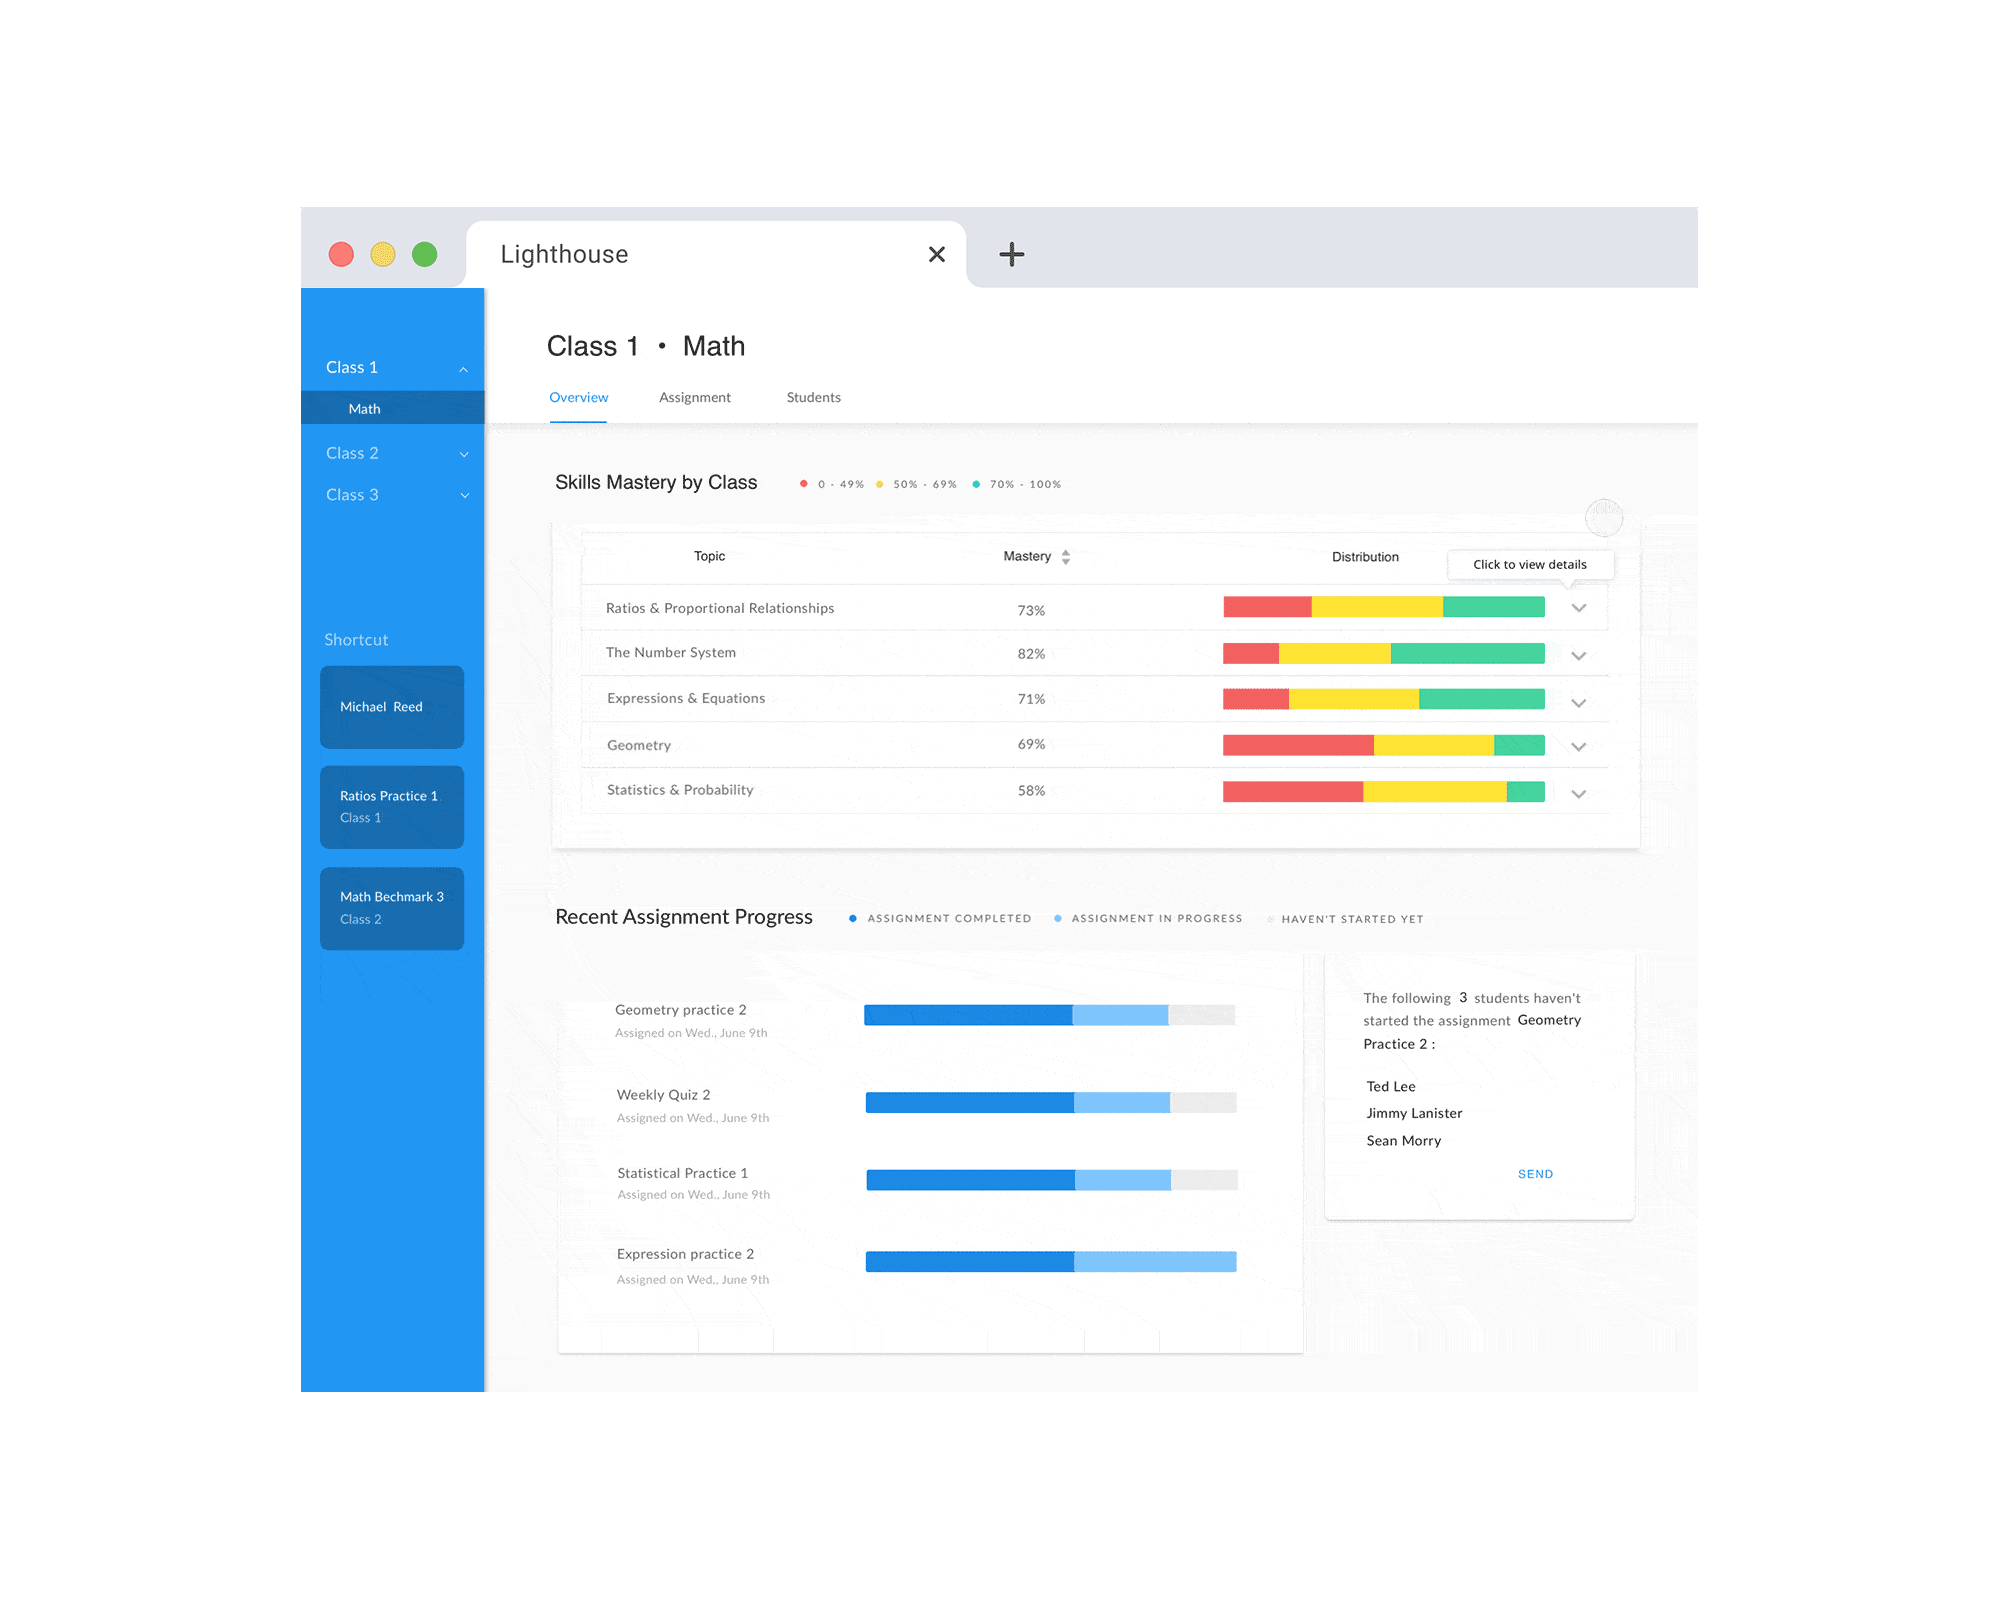 Lighthouse
Class 1
Math
Class 2
Class 3
Shortcut
Michael Reed
Ratios Practice 1
Class 1
Math Bechmark 3
Class 2
Class 1 • Math
Overview Assignment Students
Skills Mastery by Class 0 - 49% 50% - 69% 70% - 100%
Topic Mastery Distribution
Click to view details
Ratios & Proportional Relationships 73%
The Number System 82%
Expressions & Equations 71%
Geometry 69%
Statistics & Probability 58%
Recent Assignment Progress ASSIGNMENT COMPLETED ASSIGNMENT IN PROGRESS HAVEN'T STARTED YET
Geometry practice 2
Assigned on Wed., June 9th
Weekly Quiz 2
Assigned on Wed., June 9th
Statistical Practice 1
Assigned on Wed., June 9th
Expression practice 2
Assigned on Wed., June 9th
The following 3 students haven't
started the assignment Geometry
Practice 2 :
Ted Lee
Jimmy Lanister
Sean Morry
SEND